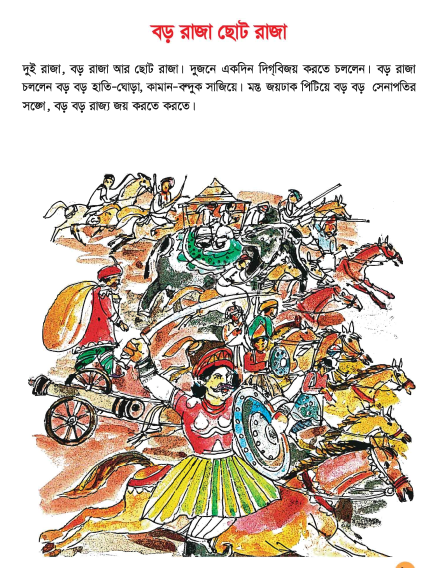 বড় রাজা ছোট রাজা
দুই রাজা, বড় রাজা আর ছোট রাজা। দুজনে একদিন দিগ্‌বিজয় করতে চললেন। বড় রাজা
চললেন বড় বড় হাতি-ঘোড়া, কামান-বন্দুক সাজিয়ে। মস্ত জয়ঢাক পিটিয়ে বড় বড় সেনাপতির
সঙ্গে, বড় বড় রাজ্য জয় করতে করতে।